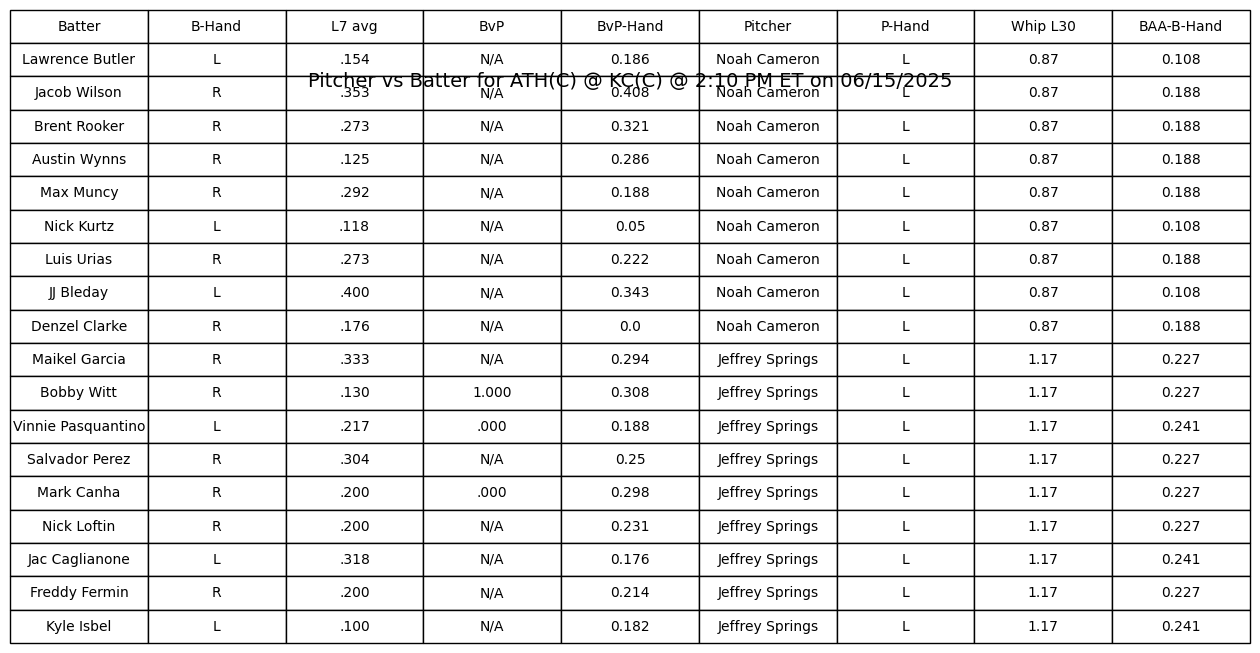 Batter B-Hand L7 avg BvP BvP-Hand Pitcher P-Hand Whip L30 BAA-B-Hand
Lawrence Butler L .154 N/A 0.186 Noah Cameron L 0.87 0.108
Pitcher vs Batter for ATH(C) @ KC(C) @ 2:10 PM ET on 06/15/2025
Jacob Wilson R .353 N/A 0.408 Noah Cameron L 0.87 0.188
Brent Rooker R .273 N/A 0.321 Noah Cameron L 0.87 0.188
Austin Wynns R .125 N/A 0.286 Noah Cameron L 0.87 0.188
Max Muncy R .292 N/A 0.188 Noah Cameron L 0.87 0.188
Nick Kurtz L .118 N/A 0.05 Noah Cameron L 0.87 0.108
Luis Urias R .273 N/A 0.222 Noah Cameron L 0.87 0.188
JJ Bleday L .400 N/A 0.343 Noah Cameron L 0.87 0.108
Denzel Clarke R .176 N/A 0.0 Noah Cameron L 0.87 0.188
Maikel Garcia R .333 N/A 0.294 Jeffrey Springs L 1.17 0.227
Bobby Witt R .130 1.000 0.308 Jeffrey Springs L 1.17 0.227
Vinnie Pasquantino L .217 .000 0.188 Jeffrey Springs L 1.17 0.241
Salvador Perez R .304 N/A 0.25 Jeffrey Springs L 1.17 0.227
Mark Canha R .200 .000 0.298 Jeffrey Springs L 1.17 0.227
Nick Loftin R .200 N/A 0.231 Jeffrey Springs L 1.17 0.227
Jac Caglianone L .318 N/A 0.176 Jeffrey Springs L 1.17 0.241
Freddy Fermin R .200 N/A 0.214 Jeffrey Springs L 1.17 0.227
Kyle Isbel L .100 N/A 0.182 Jeffrey Springs L 1.17 0.241